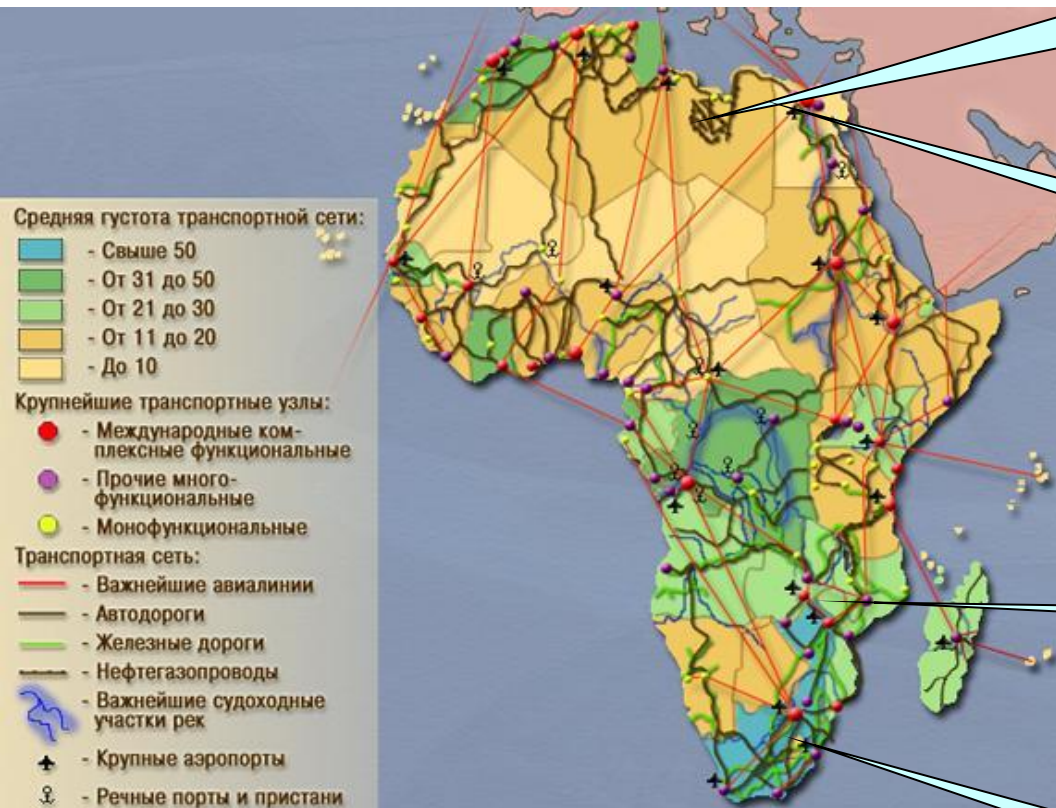 Средняя густота транспортной сети:
- Свыше 50
- От 31 до 50
- От 21 до 30
- От 11 до 20
- До 10
Крупнейшие транспортные узлы:
- Международные ком-
плексные функциональные
- Прочие много-
функциональные
- Монофункциональные
Транспортная сеть:
- Важнейшие авиалинии
- Автодороги
- Железные дороги
- Нефтегазопроводы
- Важнейшие судоходные
участки рек
- Крупные аэропорты
- Речные порты и пристани